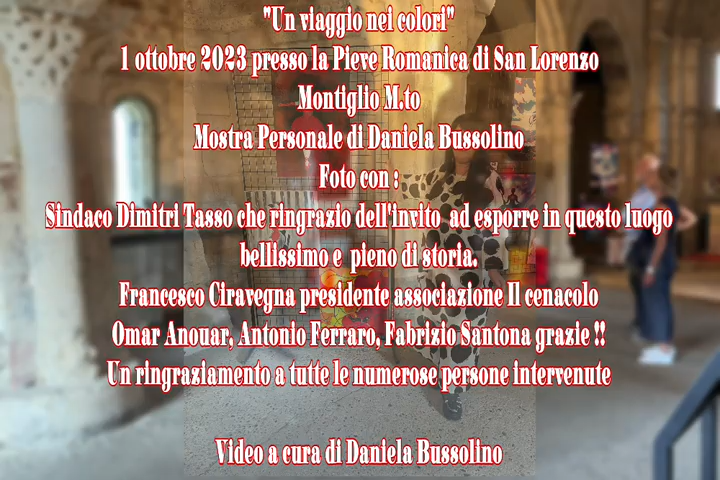 "Un viaggio nei colori"
1 ottobre 2023 presso la Pieve Romanica di San Lorenzo
Montiglio M.to
Mostra Personale di Daniela Bussolino
Foto con :
Sindaco Dimitri Tasso che ringrazio dell'invito ad esporre in questo luogo
bellissimo e pieno di storia.
Francesco Ciravegna presidente associazione Il cenacolo
Omar Anouar, Antonio Ferraro, Fabrizio Santona grazie !!
Un ringraziamento a tutte le numerose persone intervenute
Video a cura di Daniela Bussolino